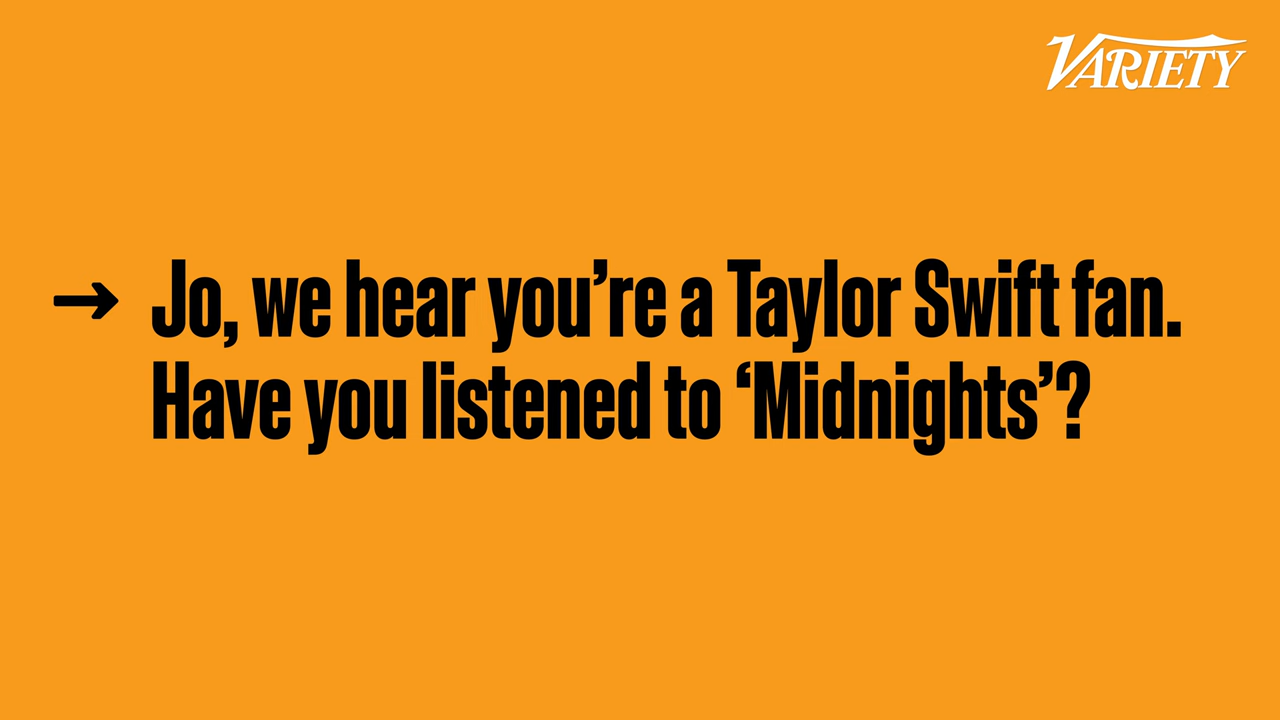 VARIETY
→ Jo, we hear you’re a Taylor Swift fan.
Have you listened to ‘Midnights’?